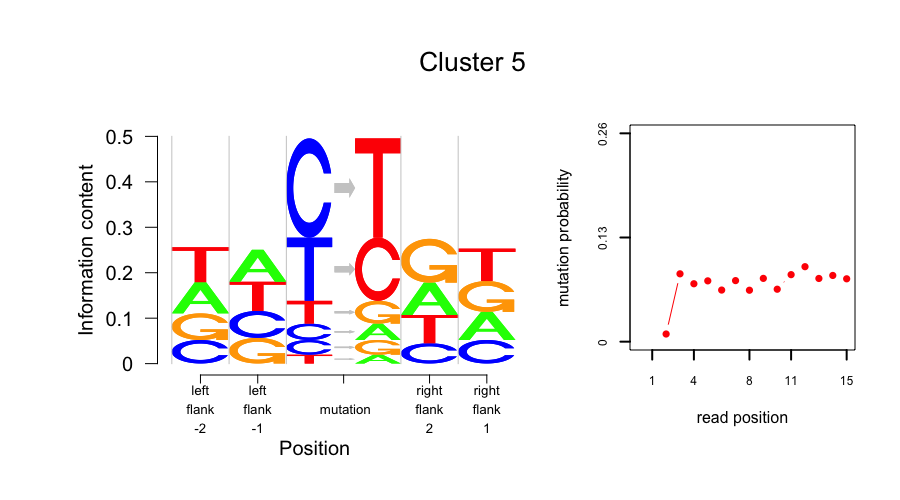 Cluster 5
Information content
0.5
0.4
0.3
0.2
0.1
0
T
A
G
C
A
T
C
G
C
T
T
C
C
T
T
C
G
A
G
A
G
A
T
C
T
G
A
C
left
flank
-2
left
flank
-1
mutation
right
flank
2
right
flank
1
Position
mutation probability
0.26
0.13
0
1 4 8 11 15
read position